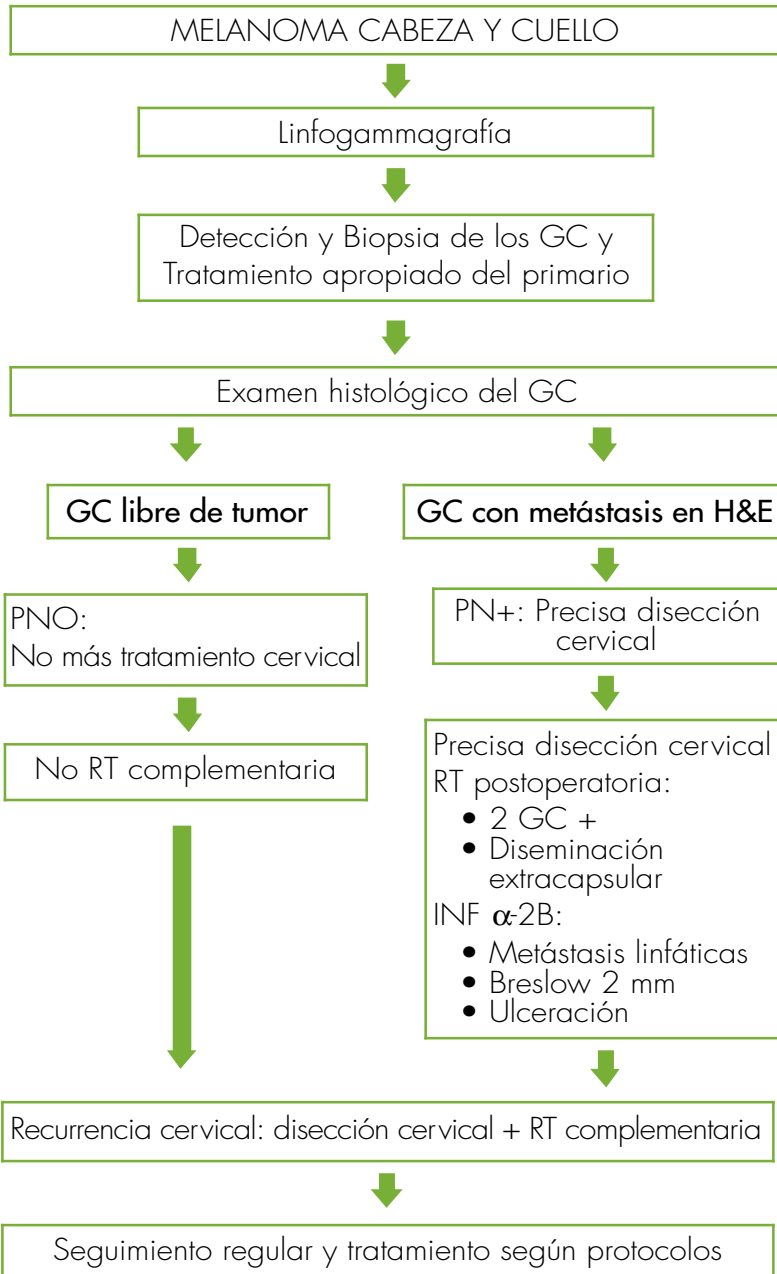 MELANOMA CABEZA Y CUELLO
Linfogammagrafía
Detección y Biopsia de los GC y
Tratamiento apropiado del primario
Examen histológico del GC
GC libre de tumor
PNO:
No más tratamiento cervical
No RT complementaria
GC con metástasis en H&E
PN+: Precisa disección
cervical
Precisa disección cervical
RT postoperatoria:
• 2 GC +
• Diseminación
extracapsular
INF α-2B:
• Metástasis linfáticas
• Breslow 2 mm
• Ulceración
Recurrencia cervical: disección cervical + RT complementaria
Seguimiento regular y tratamiento según protocolos